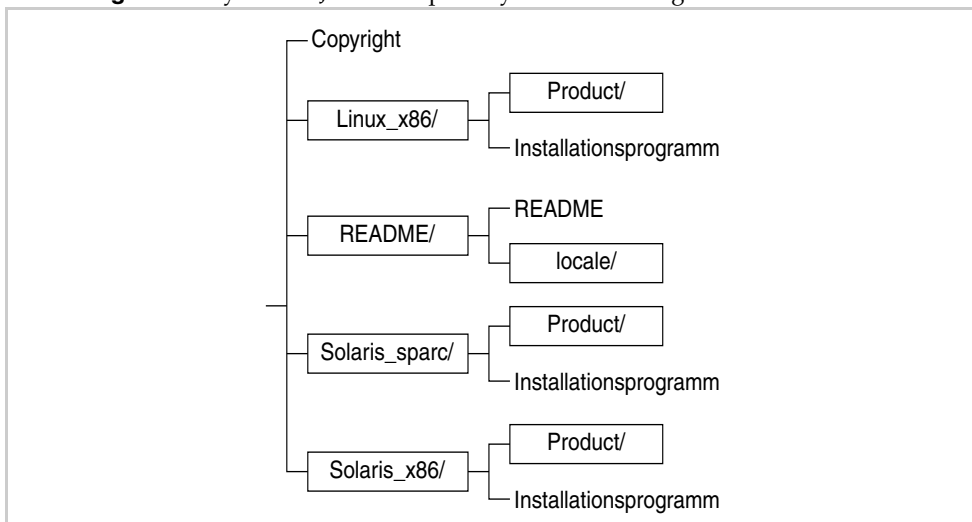 Copyright
Linux_x86/
Product/
Installationsprogramm
README/
README
locale/
Solaris_sparc/
Product/
Installationsprogramm
Solaris_x86/
Product/
Installationsprogramm